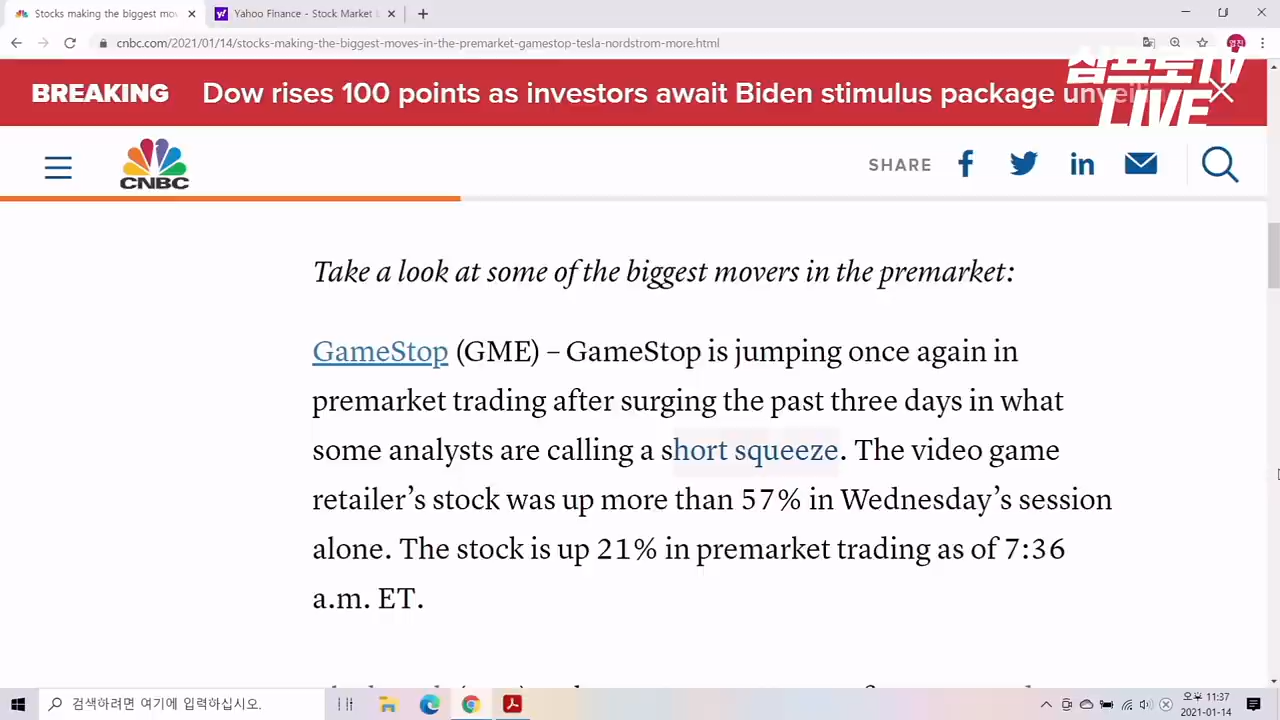 Stocks making the biggest mov
Yahoo Finance - Stock Market L
cnbc.com/2021/01/14/stocks-making-the-biggest-moves-in-the-premarket-gamestop-tesla-nordstrom-more.html
삼프로TV
LIVE
BREAKING Dow rises 100 points as investors await Biden stimulus package unveili
CNBC
SHARE
Take a look at some of the biggest movers in the premarket:
GameStop (GME) – GameStop is jumping once again in
premarket trading after surging the past three days in what
some analysts are calling a short squeeze. The video game
retailer’s stock was up more than 57% in Wednesday’s session
alone. The stock is up 21% in premarket trading as of 7:36
a.m. ET.
검색하려면 여기에 입력하십시오.
오후 11:37
2021-01-14